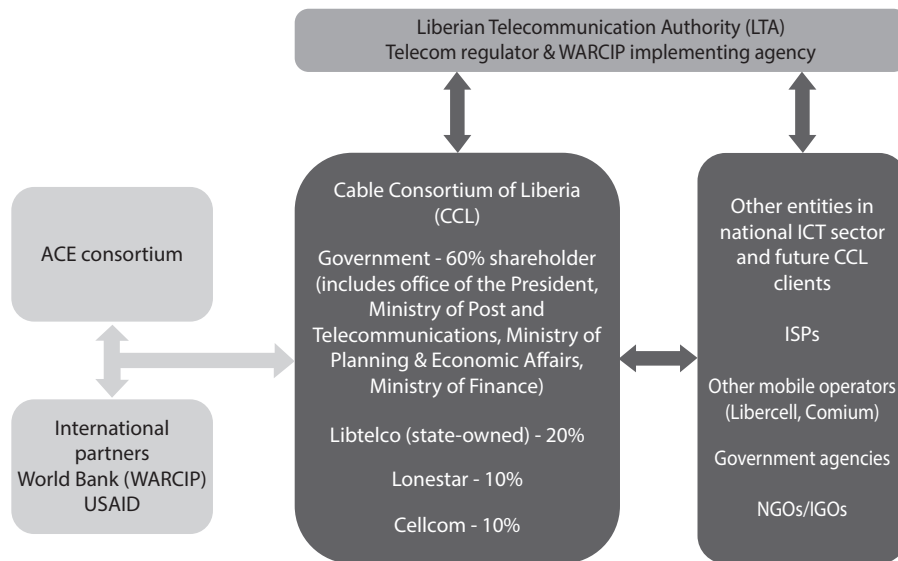 Liberian Telecommunication Authority (LTA)
Telecom regulator & WARCIP implementing agency
ACE consortium
International
partners
World Bank (WARCIP)
USAID
Cable Consortium of Liberia
(CCL)
Government - 60% shareholder
(includes office of the President,
Ministry of Post and
Telecommunications, Ministry of
Planning & Economic Affairs,
Ministry of Finance)
Libtelco (state-owned) - 20%
Lonestar - 10%
Cellcom - 10%
Other entities in
national ICT sector
and future CCL
clients
ISPs
Other mobile operators
(Libercell, Comium)
Government agencies
NGOs/IGOs